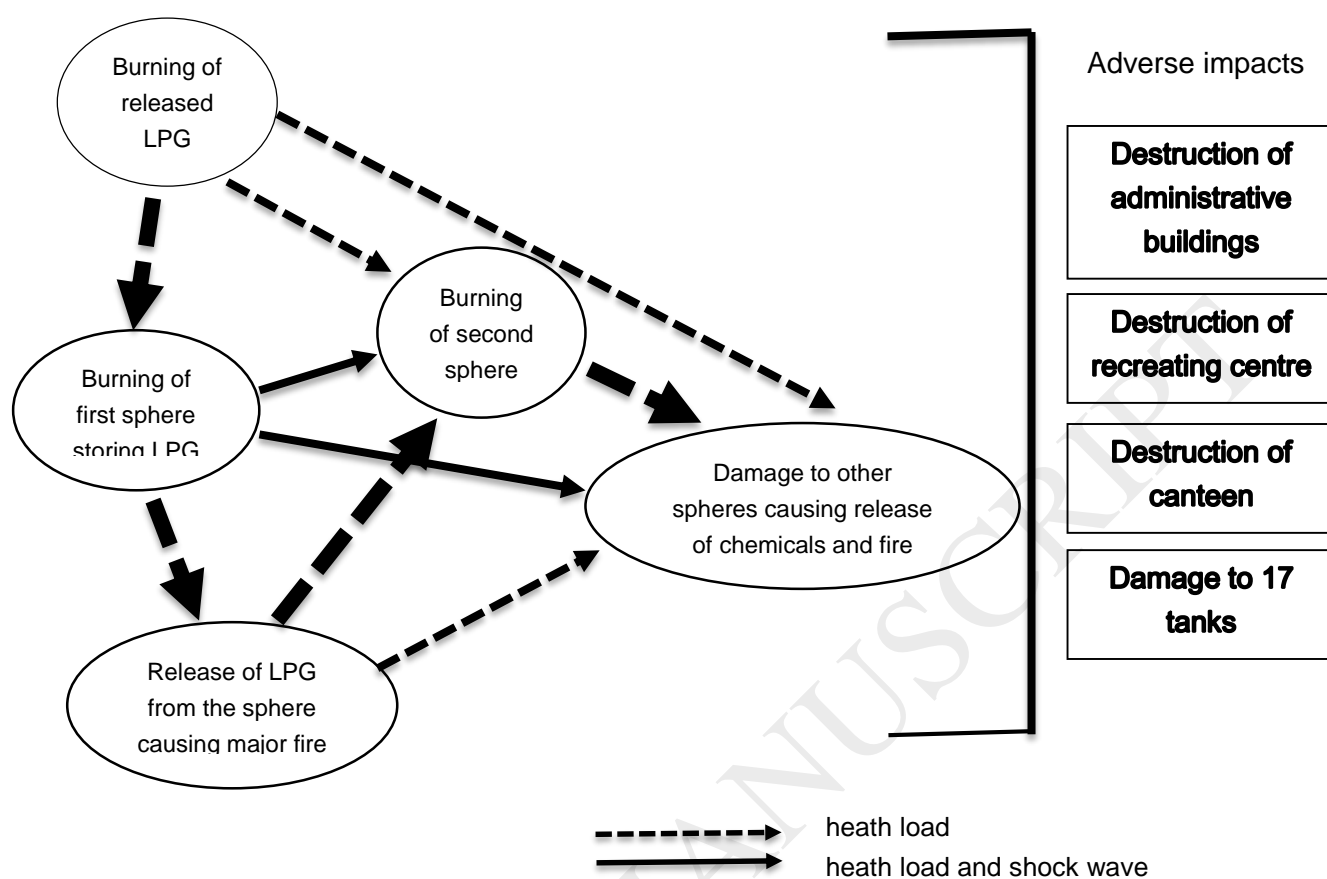 Burning of
released
LPG
Adverse impacts
Destruction of
administrative
buildings
Burning
of second
sphere
Destruction of
recreating centre
Burning of
first sphere
storing LPG
Destruction of
canteen
Damage to other
spheres causing release
of chemicals and fire
Damage to 17
tanks
Release of LPG
from the sphere
causing major fire
heath load
heath load and shock wave